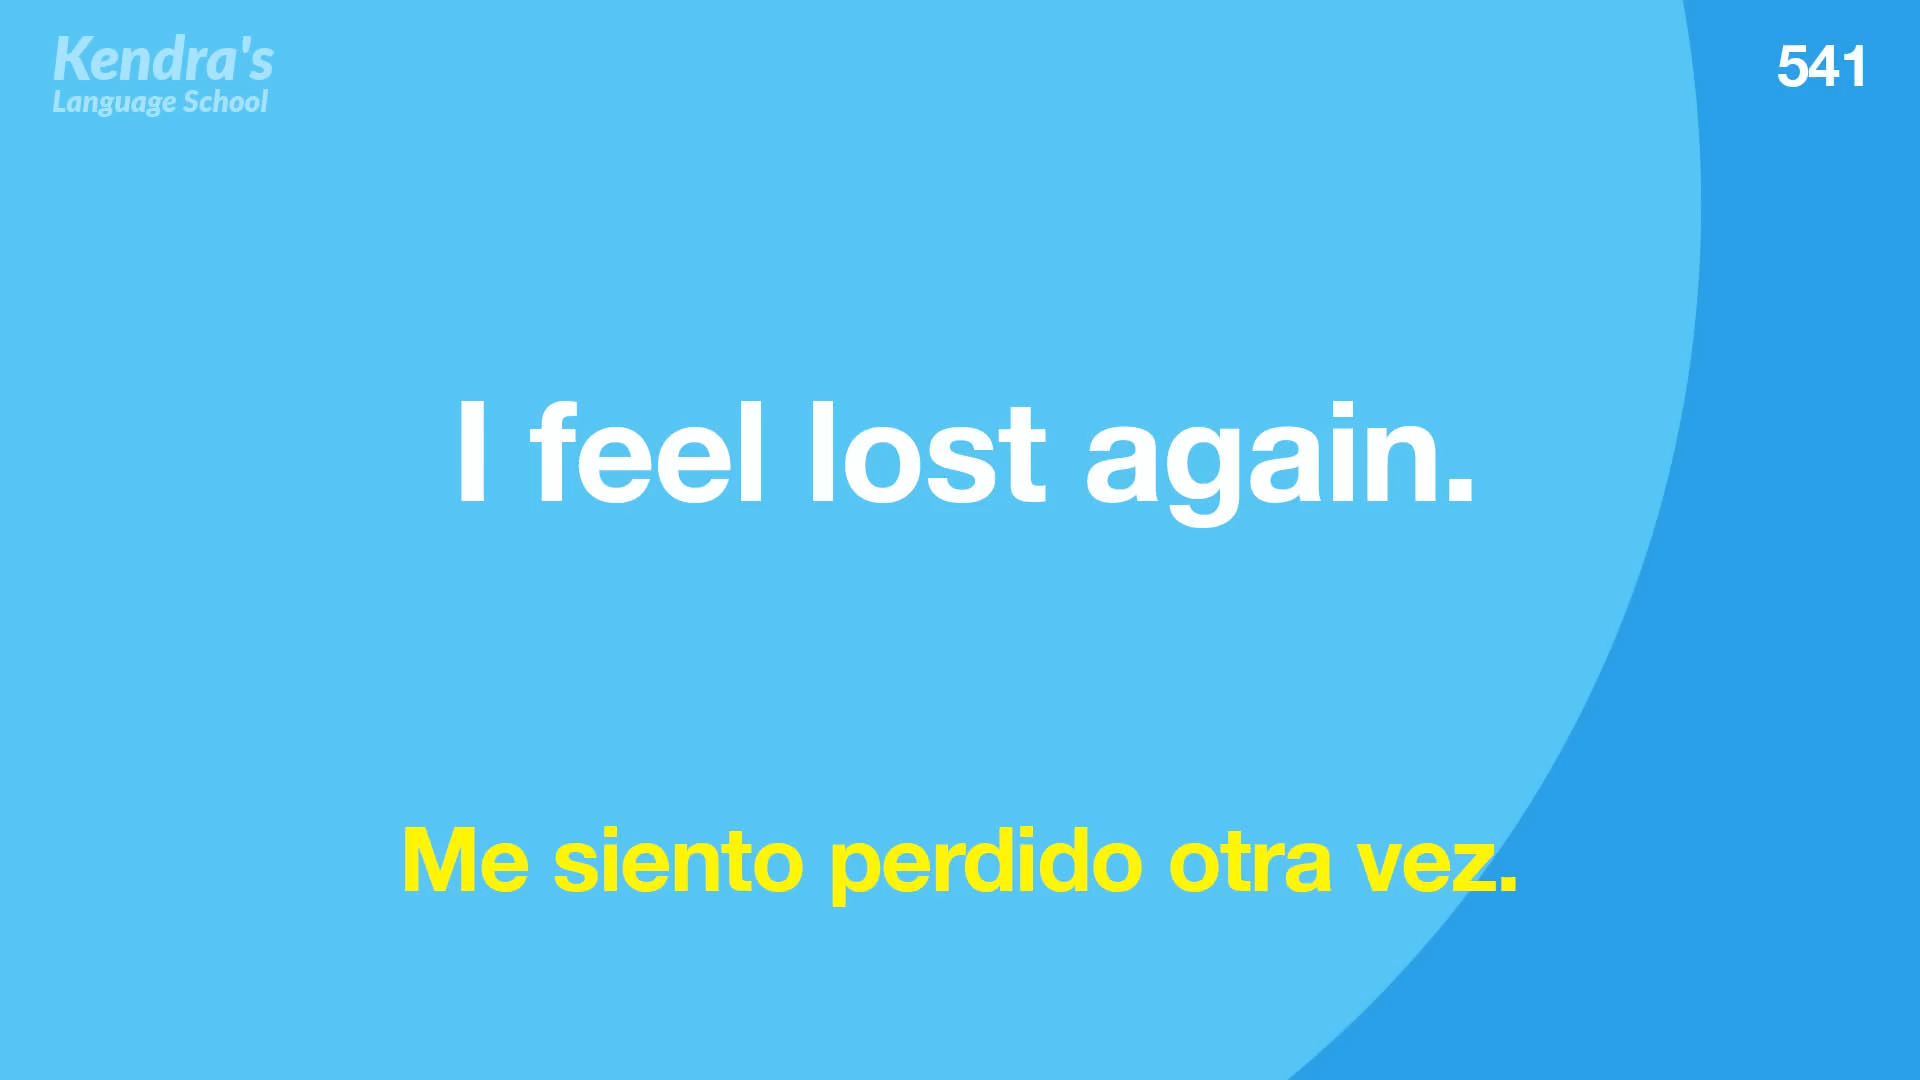 Kendra's
Language School
541
I feel lost again.
Me siento perdido otra vez.